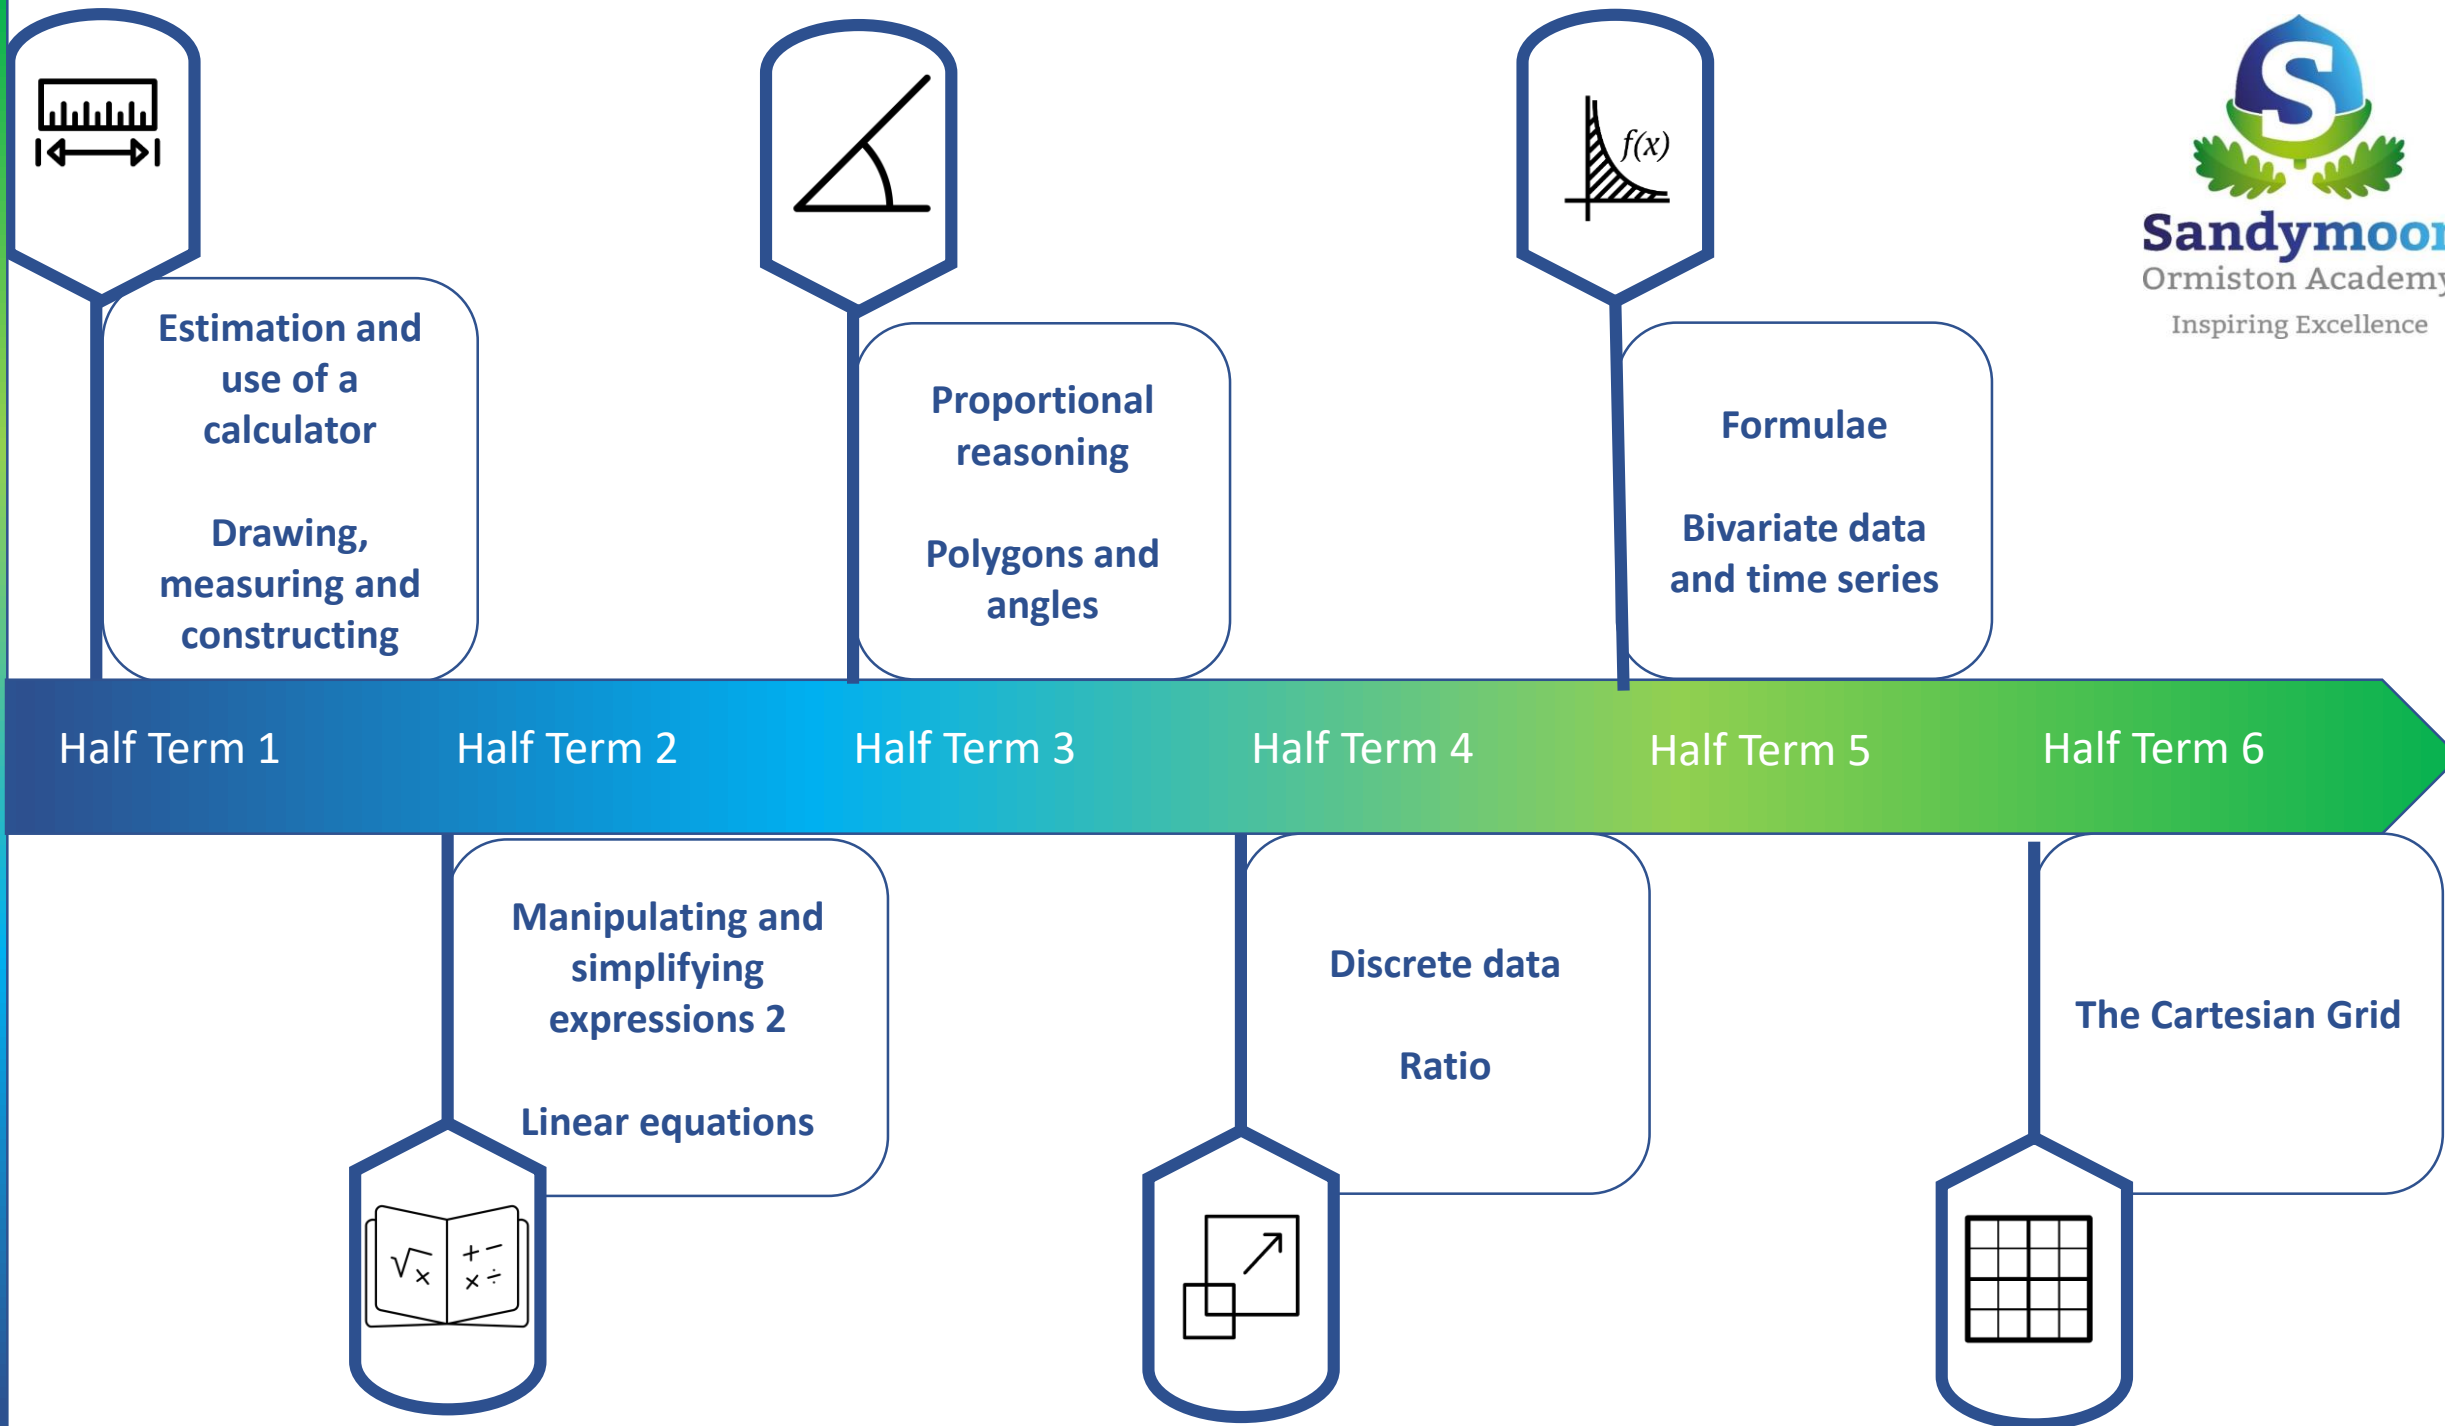 f(x)
S
Sandymoor
Ormiston Academy
Inspiring Excellence
Estimation and
use of a
calculator
Drawing,
measuring and
constructing
Proportional
reasoning
Polygons and
angles
Formulae
Bivariate data
and time series
Half Term 1
Half Term 2
Half Term 3
Half Term 4
Half Term 5
Half Term 6
Manipulating and
simplifying
expressions 2
Linear equations
Discrete data
Ratio
The Cartesian Grid
√x
+ −
× ÷